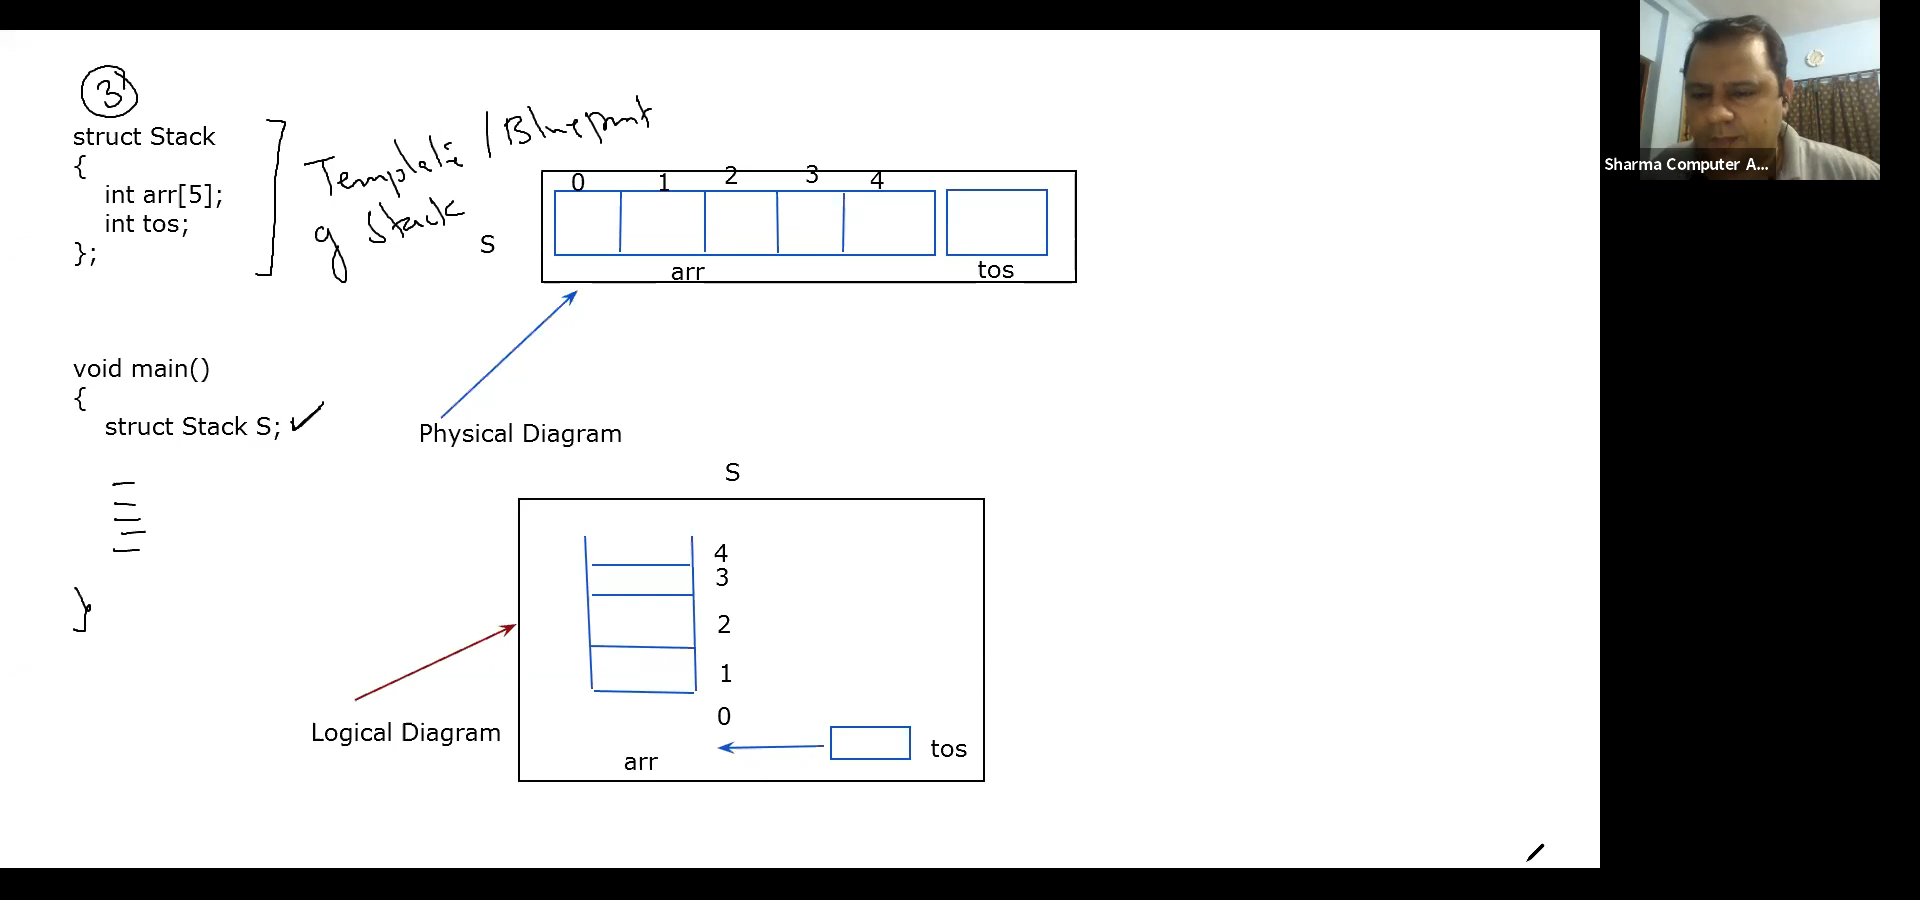 3
struct Stack
{
int arr[5];
int tos;
};
Template / Blueprint
of Stack
S
0 1 2 3 4
arr tos
void main()
{
struct Stack S;
}
Physical Diagram
S
4
3
2
1
0
arr
tos
Logical Diagram
Sharma Computer A...